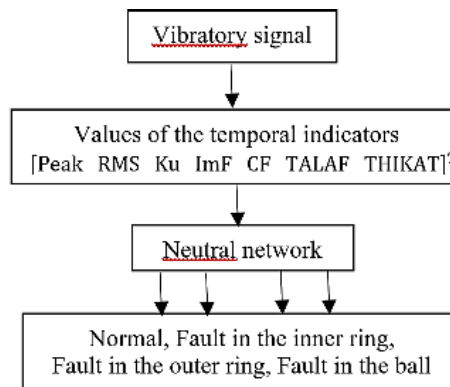 Vibratory signal
Values of the temporal indicators
[Peak RMS Ku ImF CF TALAF THIKAT]
Neutral network
Normal, Fault in the inner ring,
Fault in the outer ring, Fault in the ball